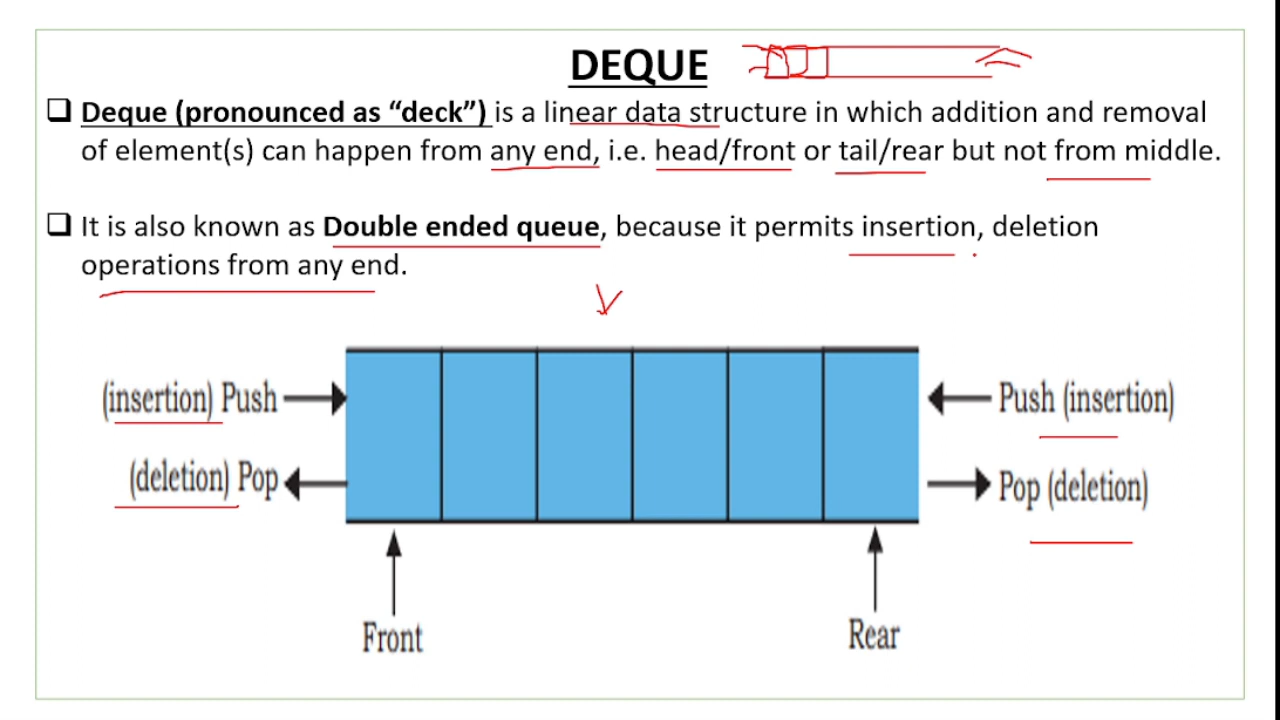 DEQUE
Deque (pronounced as “deck”) is a linear data structure in which addition and removal
of element(s) can happen from any end, i.e. head/front or tail/rear but not from middle.
It is also known as Double ended queue, because it permits insertion, deletion
operations from any end.
(insertion) Push
Push (insertion)
(deletion) Pop
Pop (deletion)
Front
Rear